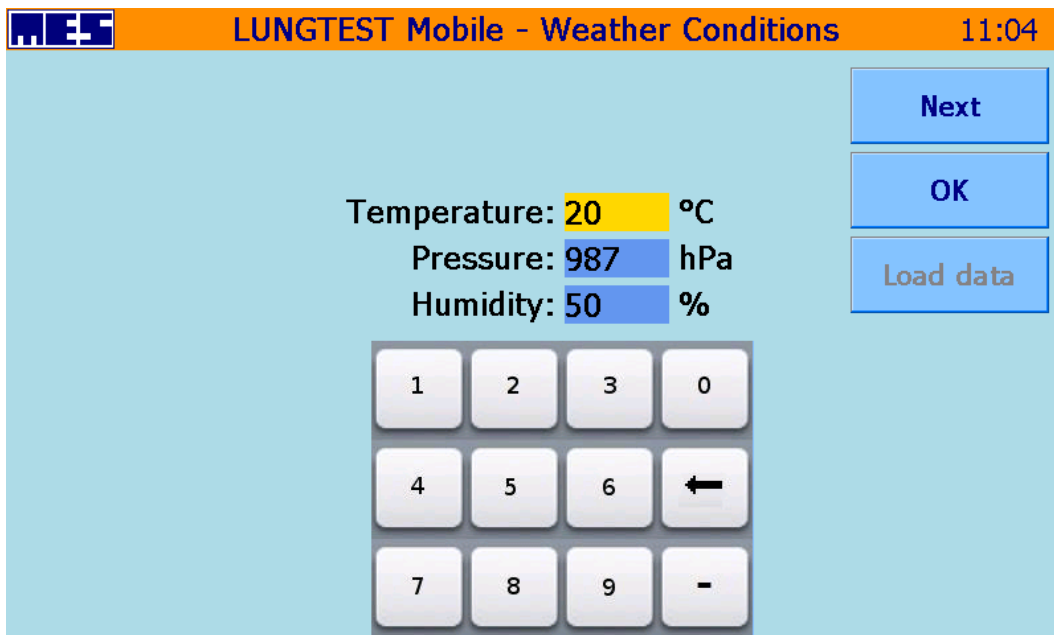 MES LUNGTEST Mobile - Weather Conditions 11:04
Next
OK
Load data
Temperature: 20 °C
Pressure: 987 hPa
Humidity: 50 %
1 2 3 0
4 5 6 ←
7 8 9 -